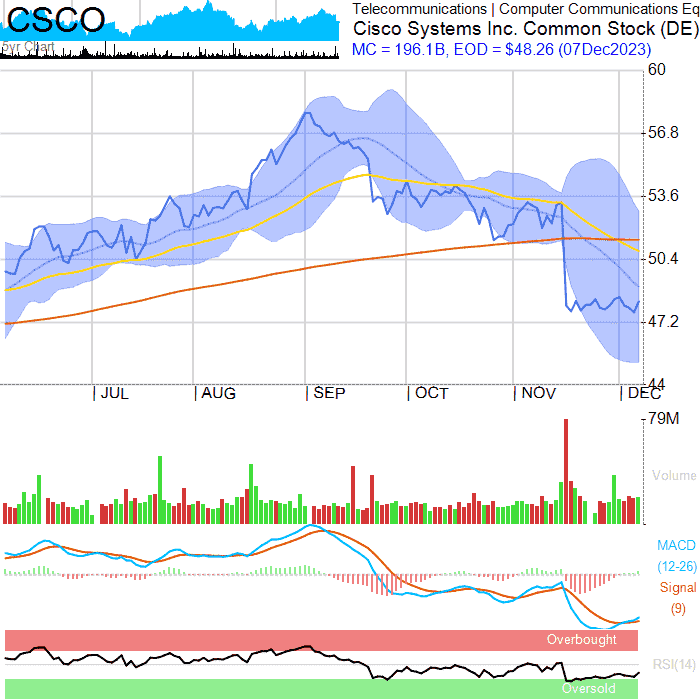 CSCO
5yr Chart
Telecommunications | Computer Communications Eq
Cisco Systems Inc. Common Stock (DE)
MC = 196.1B, EOD = $48.26 (07Dec2023)
60
56.8
53.6
50.4
47.2
44
JUL AUG SEP OCT NOV DEC
79M
Volume
MACD
(12-26)
Signal
(9)
Overbought
RSI(14)
Oversold